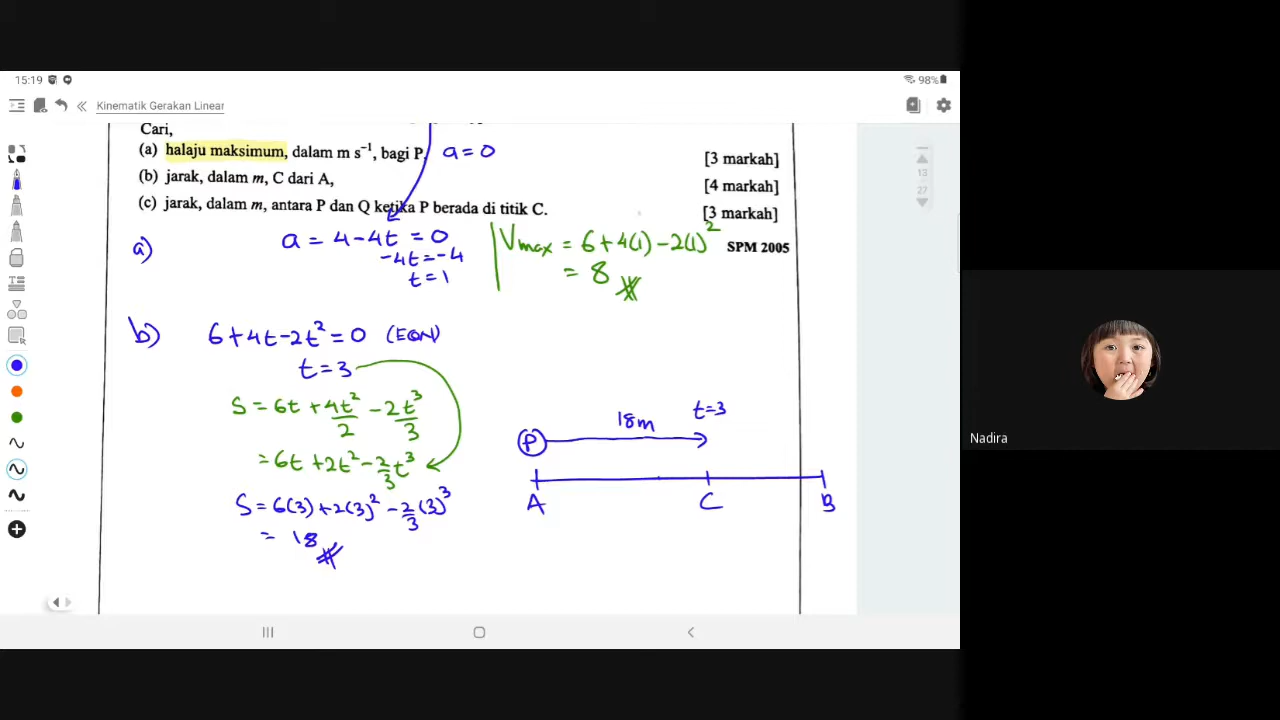 15:19 98%
Kinematik Gerakan Linear
Cari,
(a) halaju maksimum, dalam m s⁻¹, bagi P, a = 0 [3 markah]
(b) jarak, dalam m, C dari A, [4 markah]
(c) jarak, dalam m, antara P dan Q ketika P berada di titik C. [3 markah]
SPM 2005
13
27
a) a = 4 - 4t = 0
-4t = -4
t = 1
Vmax = 6 + 4(1) - 2(1)²
= 8
b) 6 + 4t - 2t² = 0 (EQN)
t = 3
S = 6t + 4t²/2 - 2t³/3
= 6t + 2t² - 2/3 t³
S = 6(3) + 2(3)² - 2/3 (3)³
= 18
18m t=3
P
A C B
Nadira